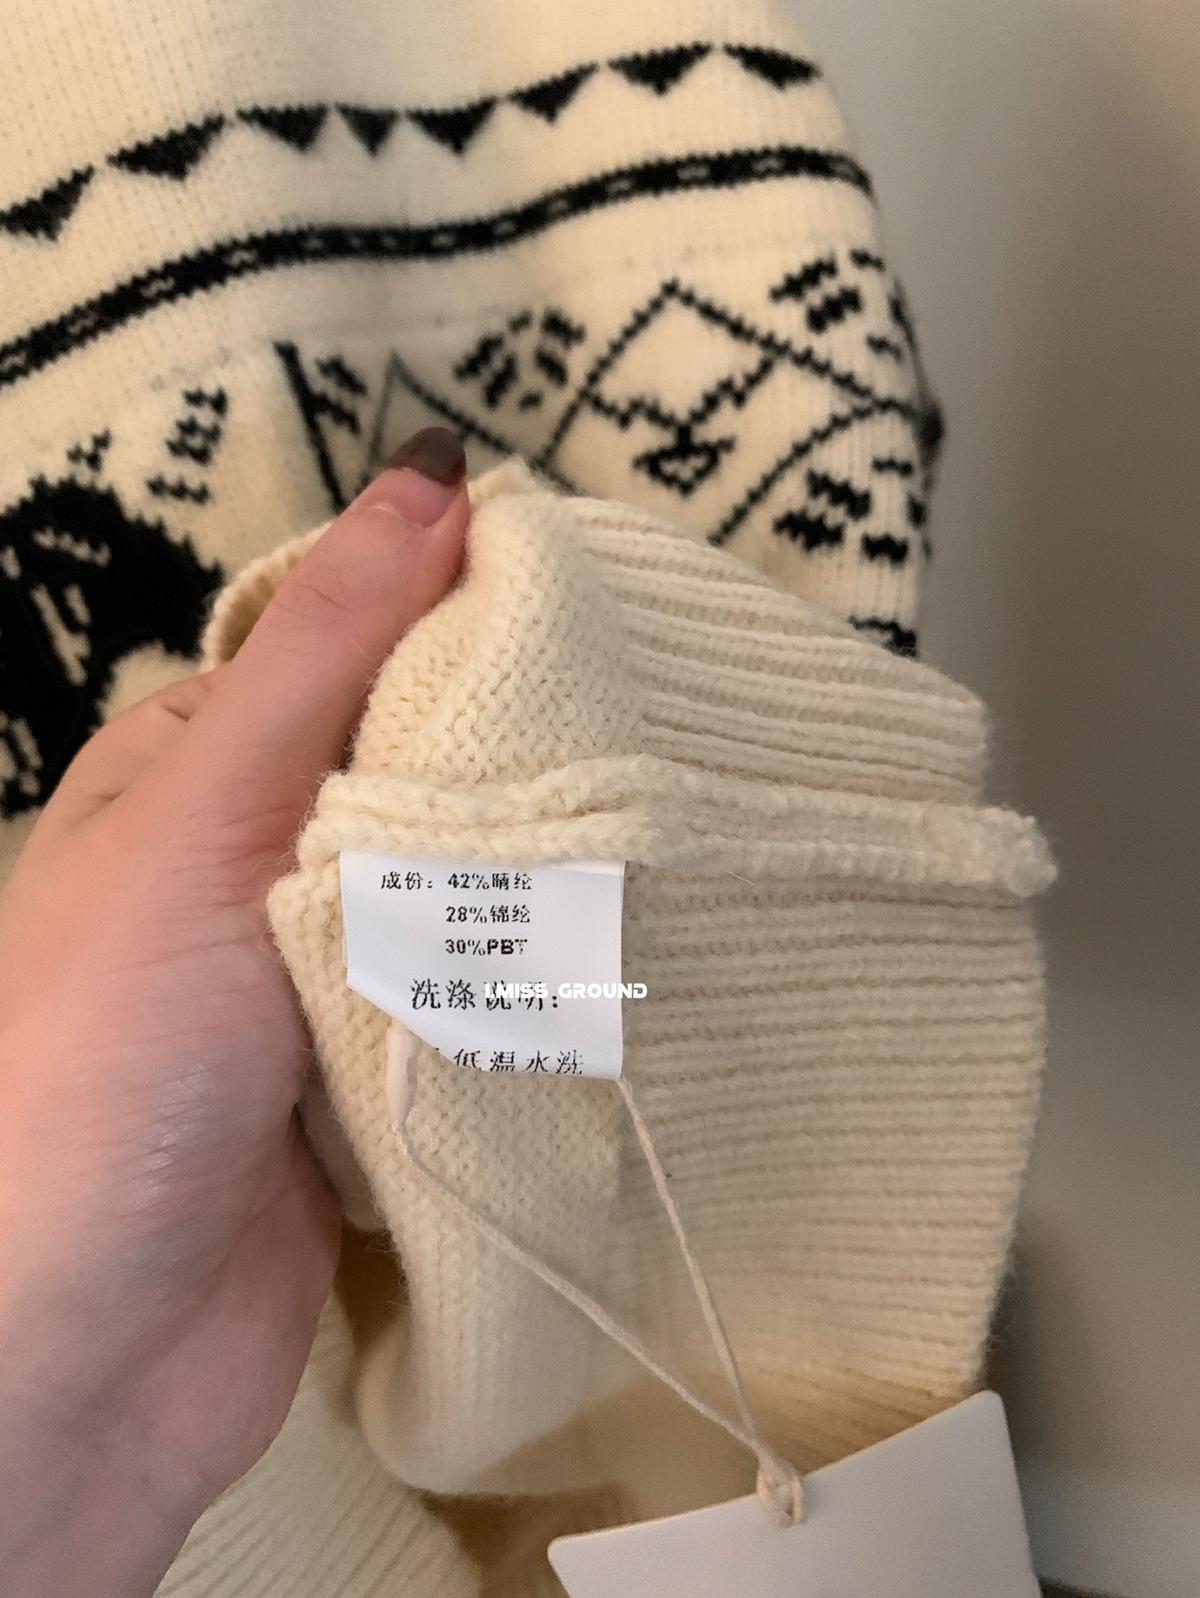 成份：42%腈纶
28%锦纶
30%PBT
洗涤说明：
I MISS GROUND
低温水洗